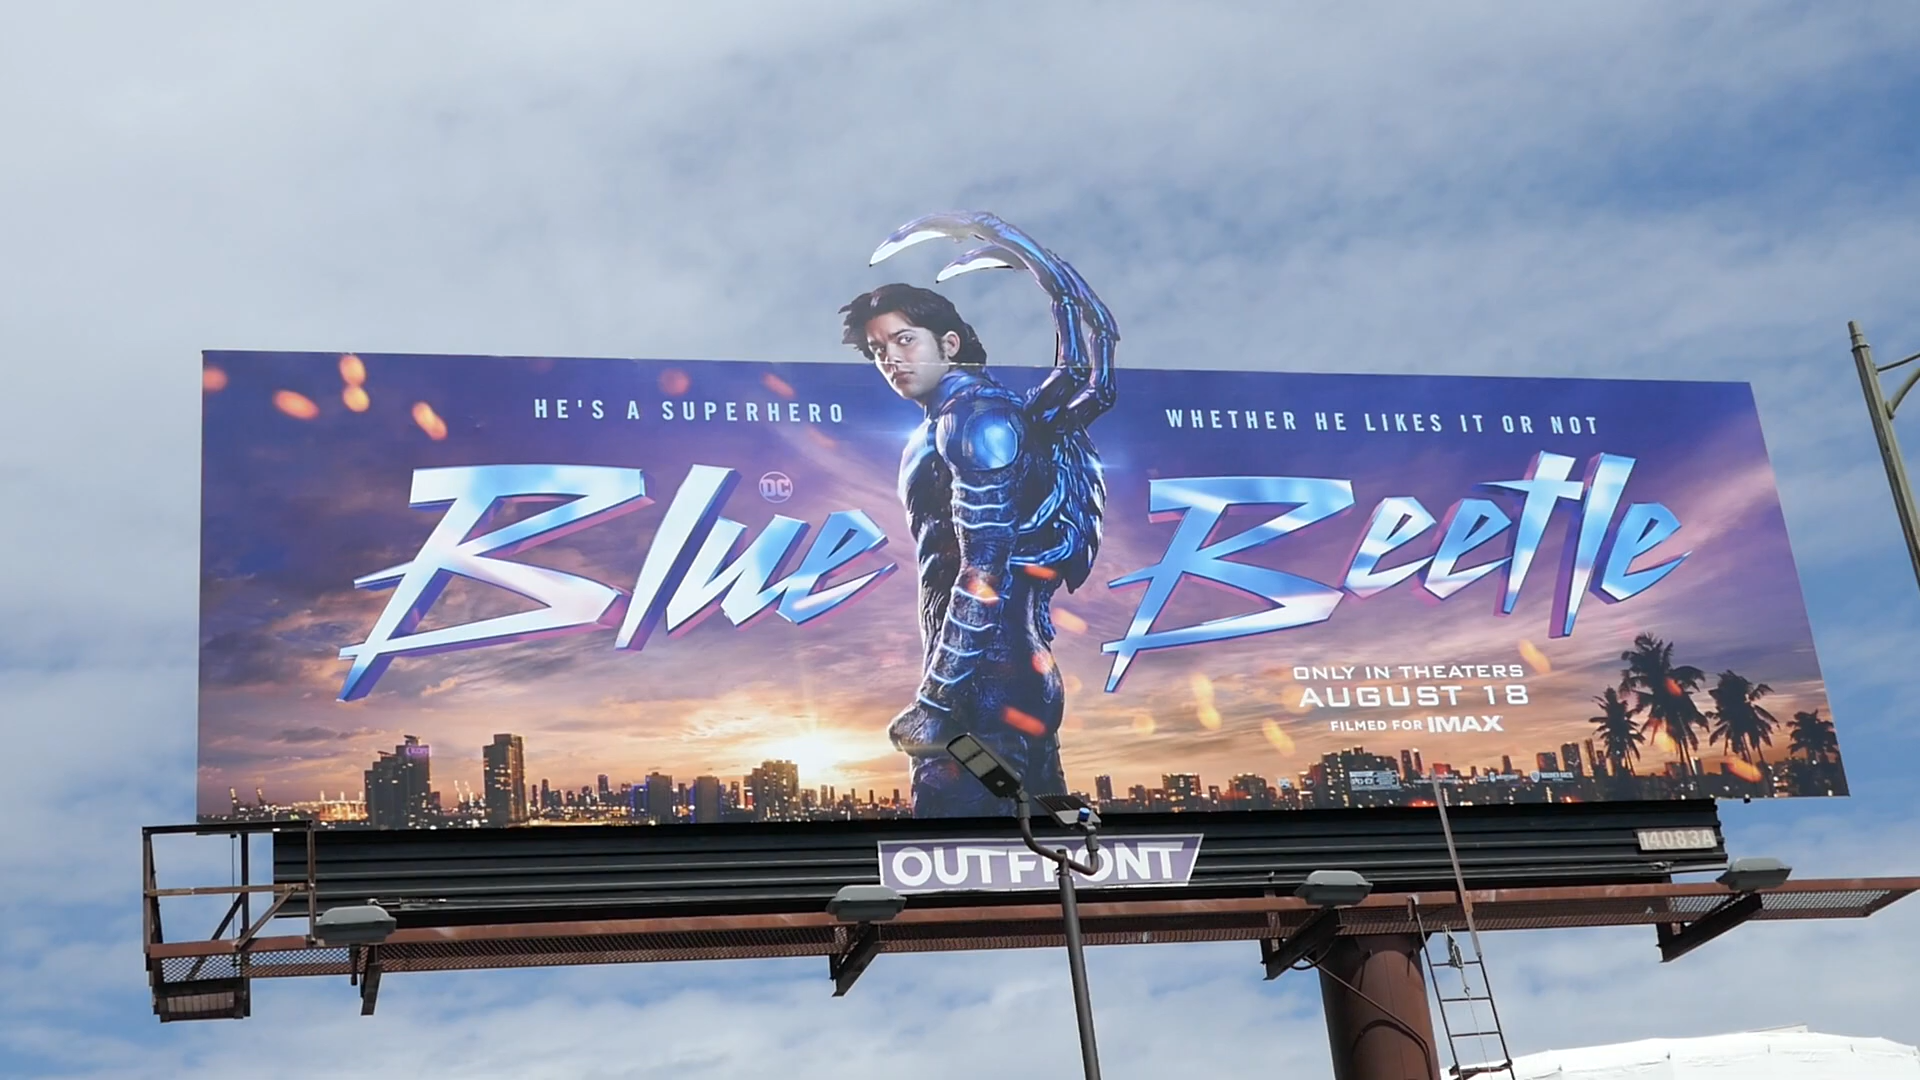 HE'S A SUPERHERO
WHETHER HE LIKES IT OR NOT
DC
Blue Beetle
ONLY IN THEATERS
AUGUST 18
FILMED FOR IMAX
14083A
OUTFRONT